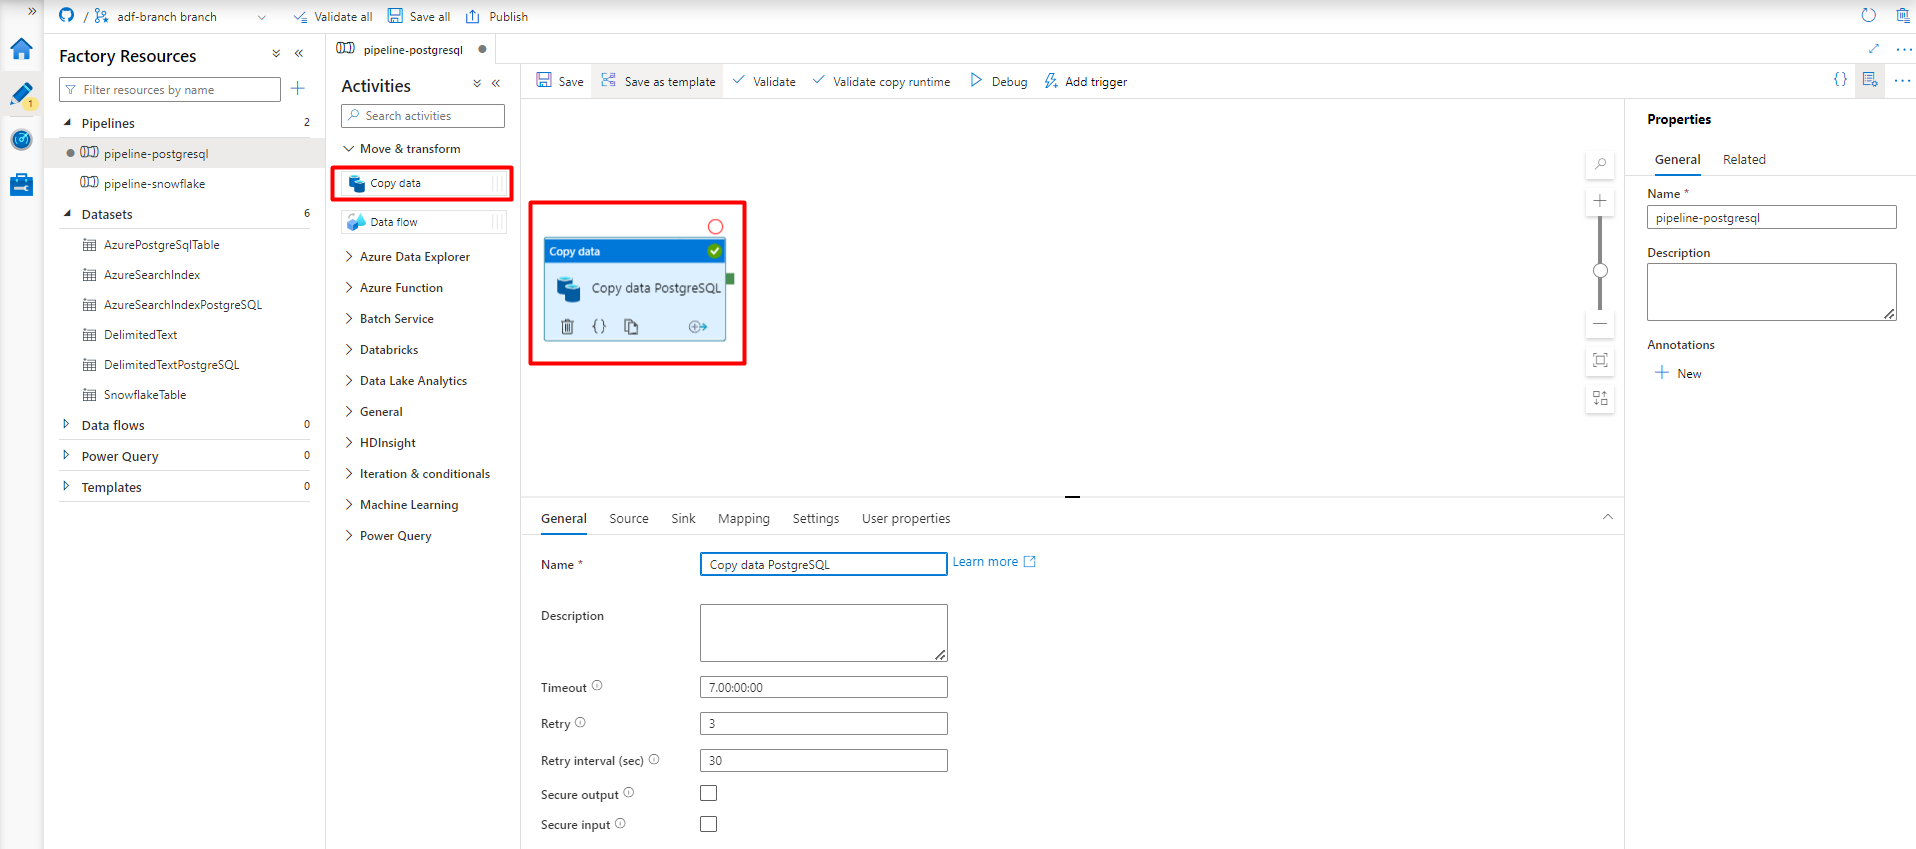 / adf-branch branch Validate all Save all Publish
Factory Resources
Filter resources by name
1
Pipelines 2
pipeline-postgresql
pipeline-snowflake
Datasets 6
AzurePostgreSqlTable
AzureSearchIndex
AzureSearchIndexPostgreSQL
DelimitedText
DelimitedTextPostgreSQL
SnowflakeTable
Data flows 0
Power Query 0
Templates 0
pipeline-postgresql
Activities
Search activities
Move & transform
Copy data
Data flow
Azure Data Explorer
Azure Function
Batch Service
Databricks
Data Lake Analytics
General
HDInsight
Iteration & conditionals
Machine Learning
Power Query
Save Save as template Validate Validate copy runtime Debug Add trigger {}
Copy data
Copy data PostgreSQL
{}
General Source Sink Mapping Settings User properties
Name * Copy data PostgreSQL Learn more
Description
Timeout 7.00:00:00
Retry 3
Retry interval (sec) 30
Secure output
Secure input
Properties
General Related
Name *
pipeline-postgresql
Description
Annotations
New